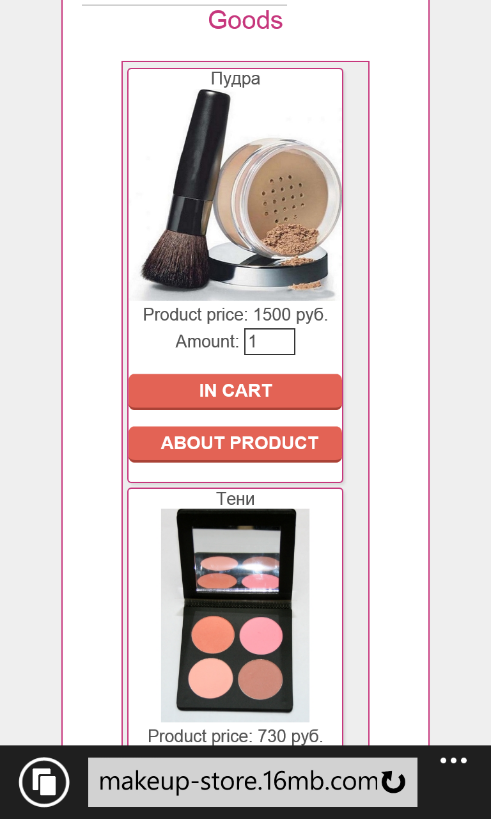 Goods
Пудра
Product price: 1500 руб.
Amount: 1
IN CART
ABOUT PRODUCT
Тени
Product price: 730 руб.
makeup-store.16mb.com